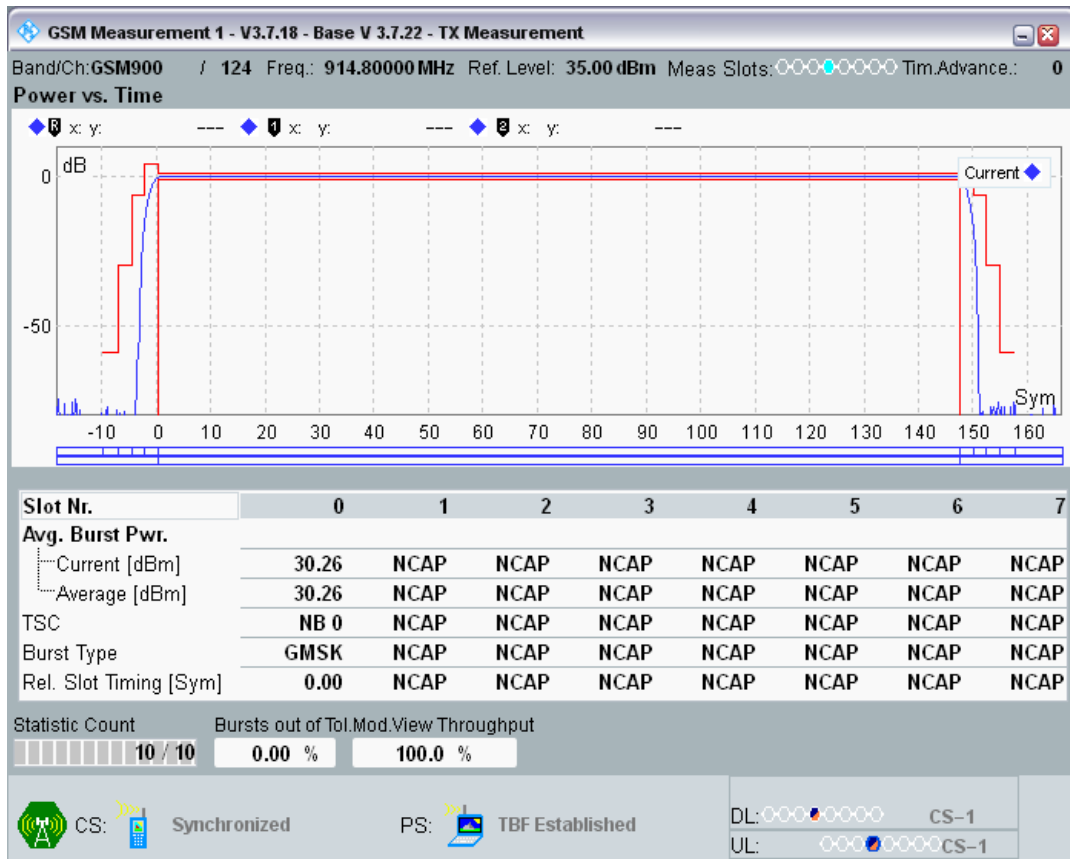 GSM Measurement 1 - V3.7.18 - Base V 3.7.22 - TX Measurement
Band/Ch:GSM900 / 124 Freq.: 914.80000 MHz Ref. Level: 35.00 dBm Meas Slots: Tim.Advance.: 0
Power vs. Time
R x: y: --- 1 x: y: --- 2 x: y: ---
dB
Current
0
-50
Sym
-10 0 10 20 30 40 50 60 70 80 90 100 110 120 130 140 150 160
Slot Nr. 0 1 2 3 4 5 6 7
Avg. Burst Pwr.
Current [dBm] 30.26 NCAP NCAP NCAP NCAP NCAP NCAP NCAP
Average [dBm] 30.26 NCAP NCAP NCAP NCAP NCAP NCAP NCAP
TSC NB 0 NCAP NCAP NCAP NCAP NCAP NCAP NCAP
Burst Type GMSK NCAP NCAP NCAP NCAP NCAP NCAP NCAP
Rel. Slot Timing [Sym] 0.00 NCAP NCAP NCAP NCAP NCAP NCAP NCAP
Statistic Count Bursts out of Tol.Mod.View Throughput
10 / 10 0.00 % 100.0 %
CS: Synchronized PS: TBF Established
DL: CS-1
UL: CS-1